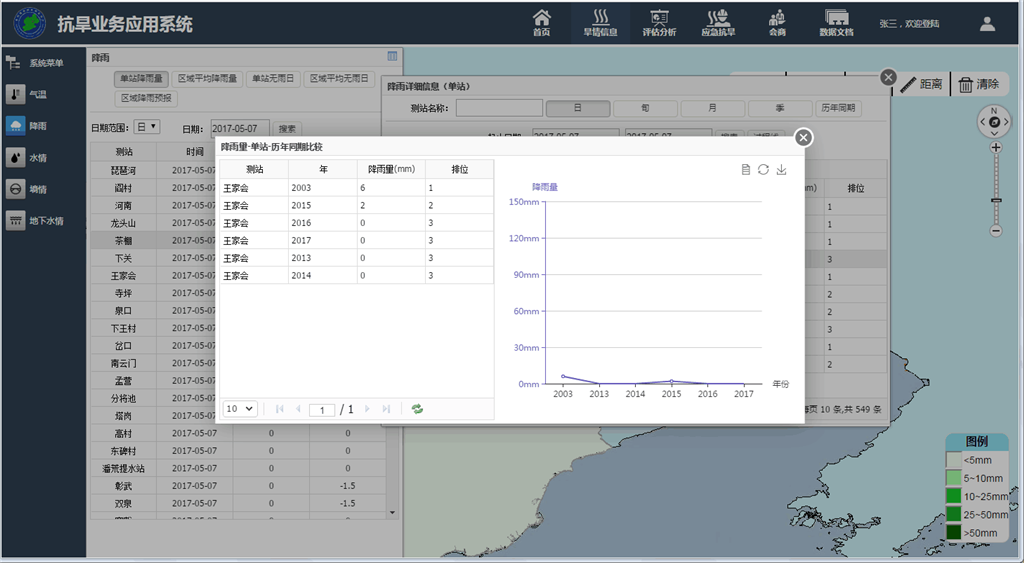 抗旱业务应用系统
首页 旱情信息 评估分析 应急抗旱 会商 数据文档 张三，欢迎登陆
系统菜单
气温
降雨
水情
墒情
地下水情
降雨
单站降雨量 区域平均降雨量 单站无雨日 区域平均无雨日
区域降雨预报
日期范围： 日 日期： 2017-05-07 搜索
测站 时间
琵琶河 2017-05-07
阎村 2017-05-07
河南 2017-05-07
龙头山 2017-05-07
茶棚 2017-05-07
下关 2017-05-07
王家会 2017-05-07
寺坪 2017-05-07
泉口 2017-05-07
下王村 2017-05-07
岔口 2017-05-07
南云门 2017-05-07
孟营 2017-05-07
分将池 2017-05-07
塔岗 2017-05-07
高村 2017-05-07 0 0
东碑村 2017-05-07 0 0
潘荒提水站 2017-05-07 0 0
彰武 2017-05-07 0 -1.5
双泉 2017-05-07 0 -1.5
降雨详细信息（单站）
测站名称： 日 旬 月 季 历年同期
排位
1
1
1
3
1
2
2
3
1
2
10 条,共 549 条
降雨量-单站-历年同期比较
测站 年 降雨量(mm) 排位
王家会 2003 6 1
王家会 2015 2 2
王家会 2016 0 3
王家会 2017 0 3
王家会 2013 0 3
王家会 2014 0 3
10 1 / 1
降雨量
150mm
120mm
90mm
60mm
30mm
0mm
2003 2013 2014 2015 2016 2017 年份
距离 清除
N
图例
<5mm
5~10mm
10~25mm
25~50mm
>50mm